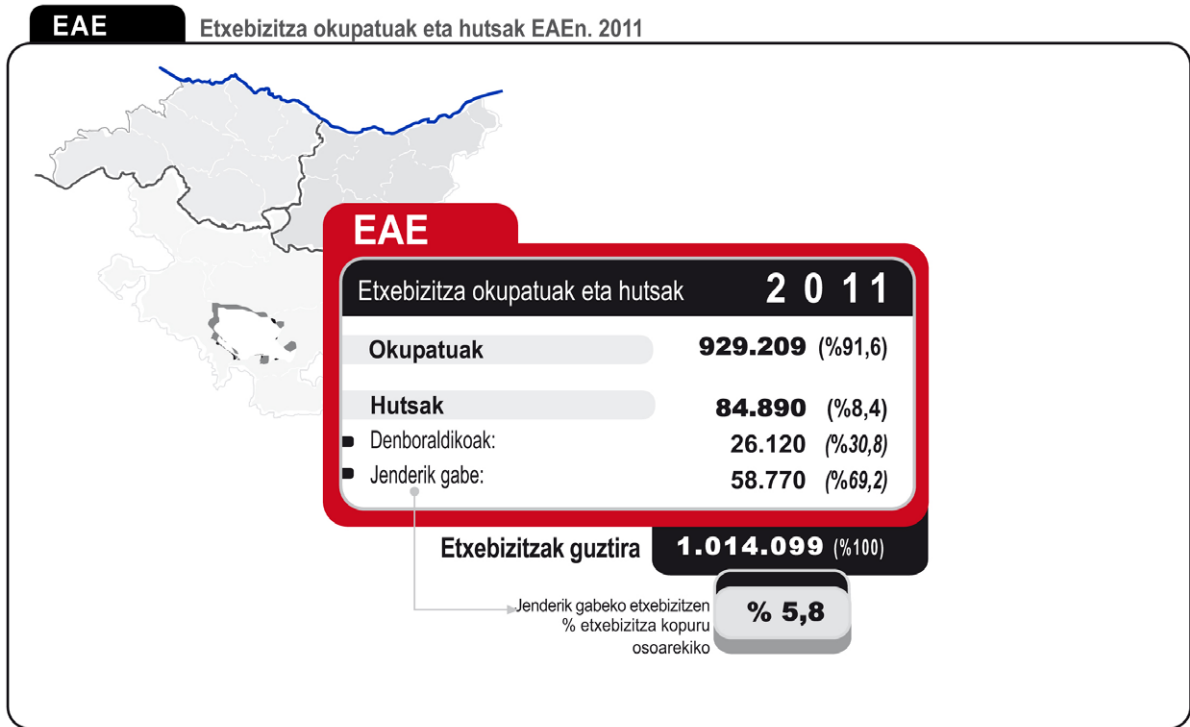 EAE
Etxebizitza okupatuak eta hutsak EAEn. 2011
EAE
Etxebizitza okupatuak eta hutsak 2 0 1 1
Okupatuak 929.209 (%91,6)
Hutsak 84.890 (%8,4)
Denboraldikoak: 26.120 (%30,8)
Jenderik gabe: 58.770 (%69,2)
Etxebizitzak guztira 1.014.099 (%100)
Jenderik gabeko etxebizitzen
% etxebizitza kopuru
osoarekiko
% 5,8